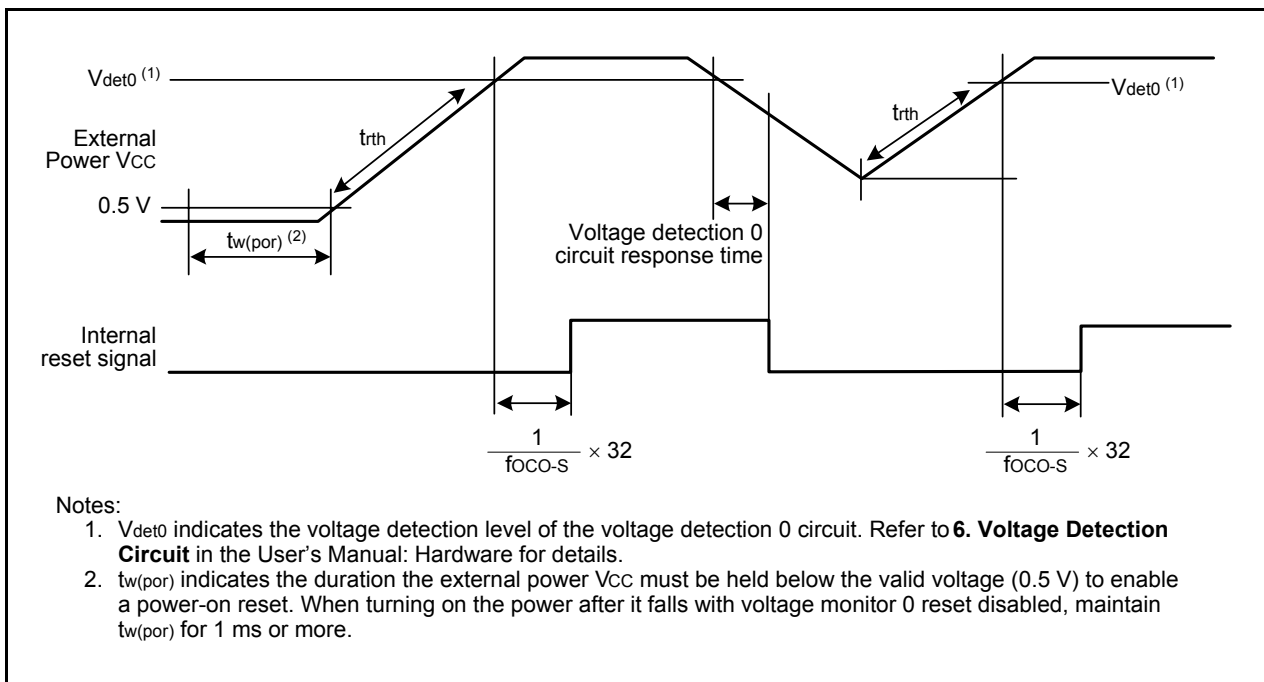 Vdet0 (1)
External
Power VCC
trth
0.5 V
tw(por) (2)
Voltage detection 0
circuit response time
trth
Vdet0 (1)
Internal
reset signal
1
fOCO-S
× 32
1
fOCO-S
× 32
Notes:
1. Vdet0 indicates the voltage detection level of the voltage detection 0 circuit. Refer to 6. Voltage Detection
Circuit in the User's Manual: Hardware for details.
2. tw(por) indicates the duration the external power VCC must be held below the valid voltage (0.5 V) to enable
a power-on reset. When turning on the power after it falls with voltage monitor 0 reset disabled, maintain
tw(por) for 1 ms or more.